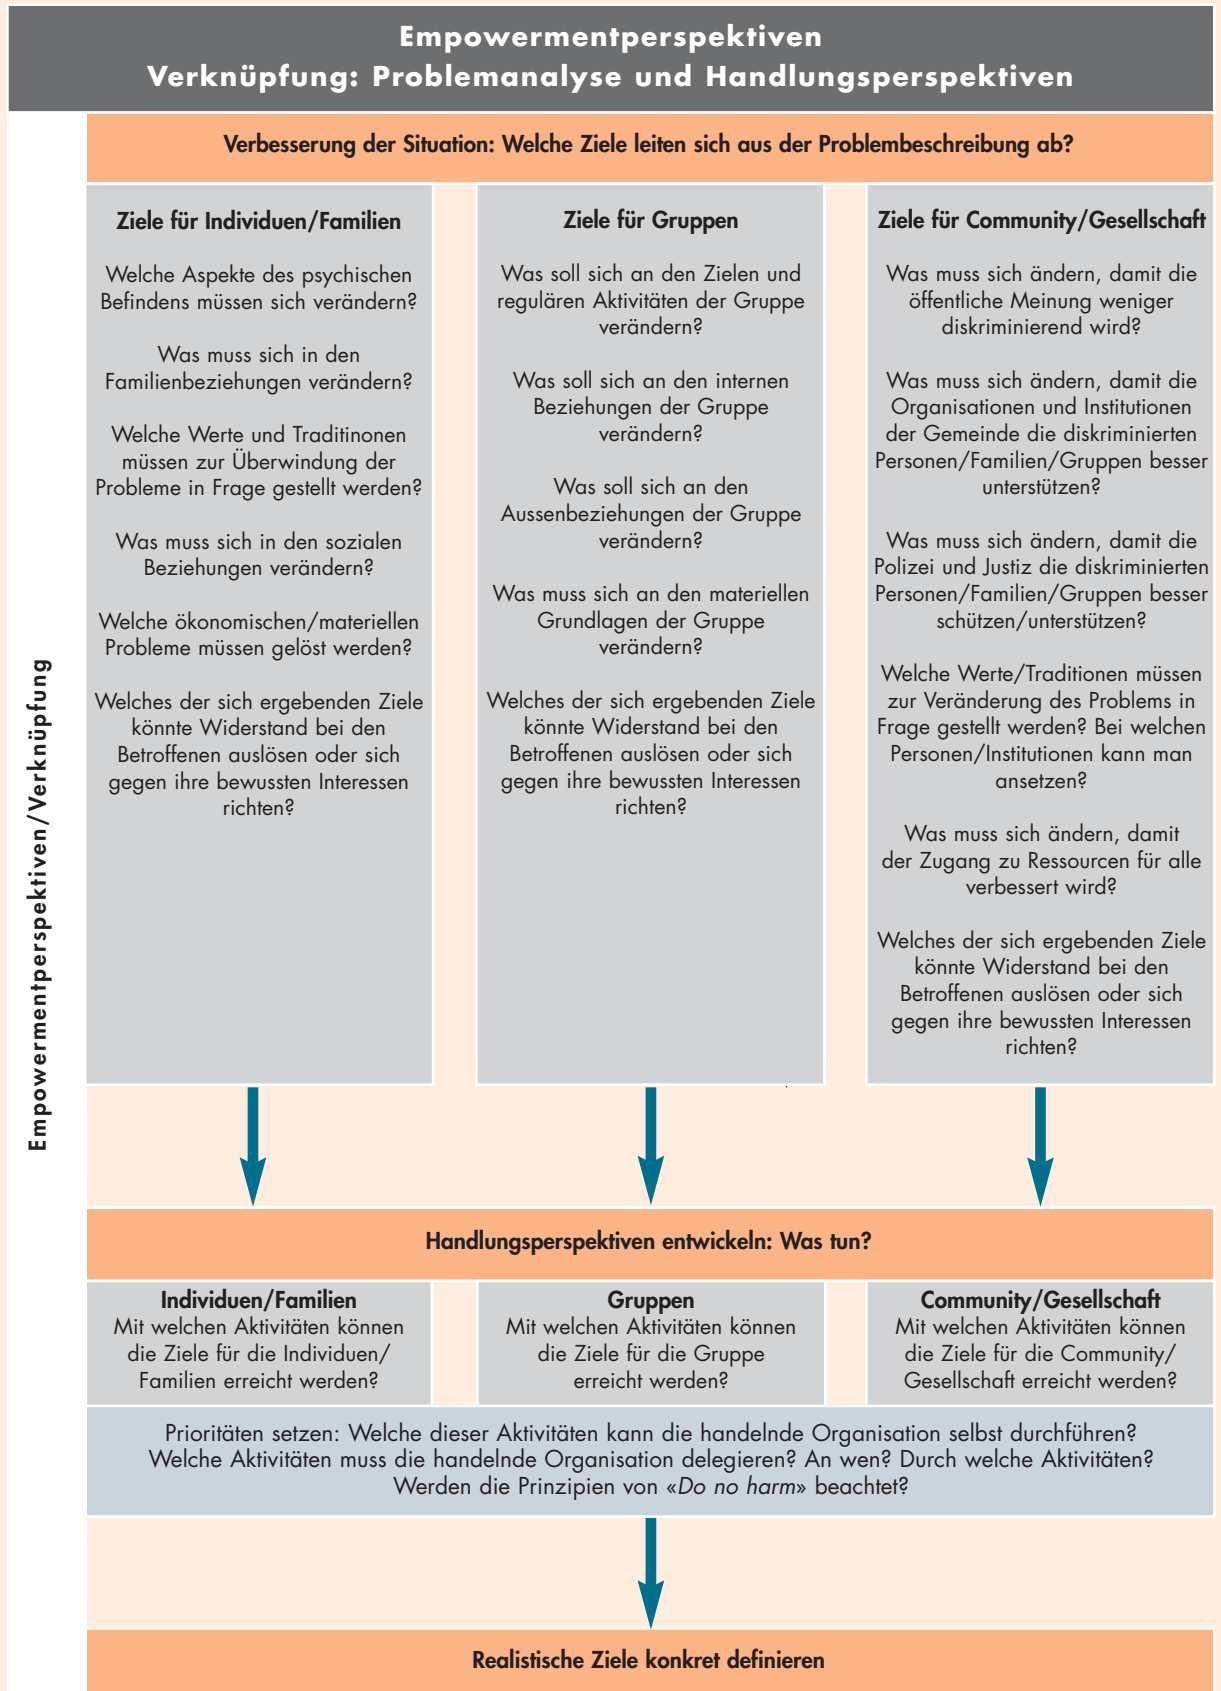 Empowermentperspektiven
Verknüpfung: Problemanalyse und Handlungsperspektiven
Empowermentperspektiven/Verknüpfung
Verbesserung der Situation: Welche Ziele leiten sich aus der Problembeschreibung ab?
Ziele für Individuen/Familien
Welche Aspekte des psychischen
Befindens müssen sich verändern?
Was muss sich in den
Familienbeziehungen verändern?
Welche Werte und Traditinonen
müssen zur Überwindung der
Probleme in Frage gestellt werden?
Was muss sich in den sozialen
Beziehungen verändern?
Welche ökonomischen/materiellen
Probleme müssen gelöst werden?
Welches der sich ergebenden Ziele
könnte Widerstand bei den
Betroffenen auslösen oder sich
gegen ihre bewussten Interessen
richten?
Ziele für Gruppen
Was soll sich an den Zielen und
regulären Aktivitäten der Gruppe
verändern?
Was soll sich an den internen
Beziehungen der Gruppe
verändern?
Was soll sich an den
Aussenbeziehungen der Gruppe
verändern?
Was muss sich an den materiellen
Grundlagen der Gruppe
verändern?
Welches der sich ergebenden Ziele
könnte Widerstand bei den
Betroffenen auslösen oder sich
gegen ihre bewussten Interessen
richten?
Ziele für Community/Gesellschaft
Was muss sich ändern, damit die
öffentliche Meinung weniger
diskriminierend wird?
Was muss sich ändern, damit die
Organisationen und Institutionen
der Gemeinde die diskriminierten
Personen/Familien/Gruppen besser
unterstützen?
Was muss sich ändern, damit die
Polizei und Justiz die diskriminierten
Personen/Familien/Gruppen besser
schützen/unterstützen?
Welche Werte/Traditionen müssen
zur Veränderung des Problems in
Frage gestellt werden? Bei welchen
Personen/Institutionen kann man
ansetzen?
Was muss sich ändern, damit
der Zugang zu Ressourcen für alle
verbessert wird?
Welches der sich ergebenden Ziele
könnte Widerstand bei den
Betroffenen auslösen oder sich
gegen ihre bewussten Interessen
richten?
Handlungsperspektiven entwickeln: Was tun?
Individuen/Familien
Mit welchen Aktivitäten können
die Ziele für die Individuen/
Familien erreicht werden?
Gruppen
Mit welchen Aktivitäten können
die Ziele für die Gruppe
erreicht werden?
Community/Gesellschaft
Mit welchen Aktivitäten können
die Ziele für die Community/
Gesellschaft erreicht werden?
Prioritäten setzen: Welche dieser Aktivitäten kann die handelnde Organisation selbst durchführen?
Welche Aktivitäten muss die handelnde Organisation delegieren? An wen? Durch welche Aktivitäten?
Werden die Prinzipien von «Do no harm» beachtet?
Realistische Ziele konkret definieren